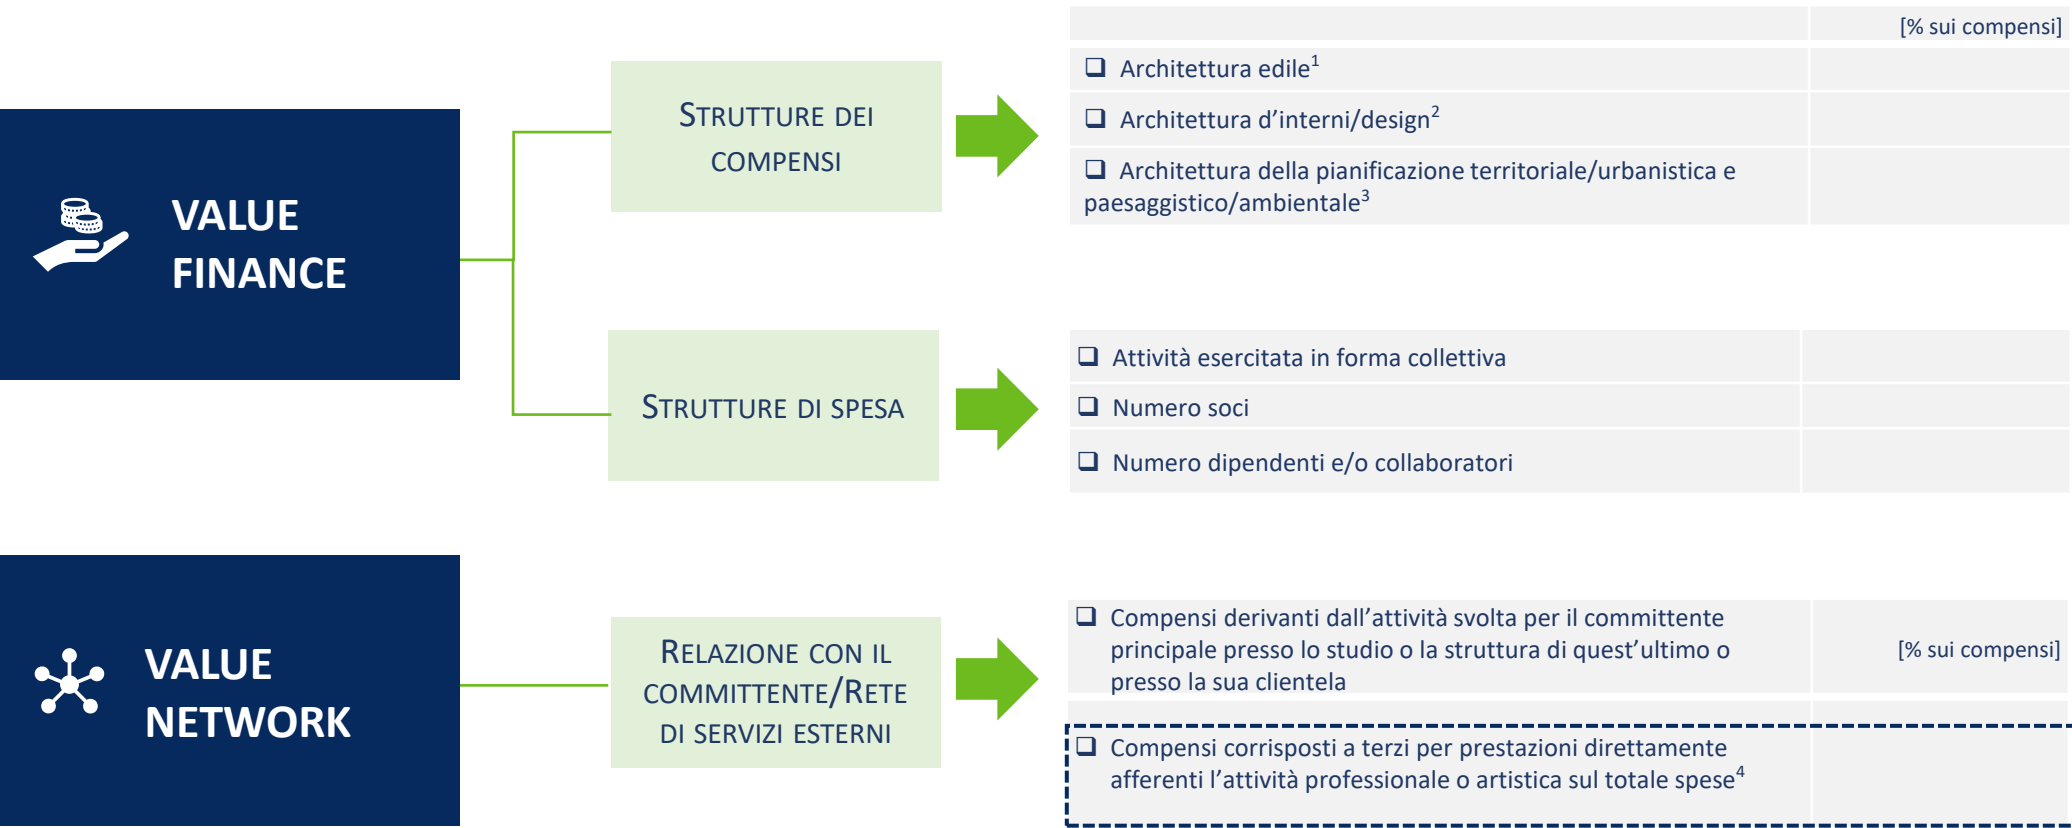 VALUE
FINANCE
STRUTTURE DEI
COMPENSI
[% sui compensi]
❑ Architettura edile¹
❑ Architettura d’interni/design²
❑ Architettura della pianificazione territoriale/urbanistica e
paesaggistico/ambientale³
STRUTTURE DI SPESA
❑ Attività esercitata in forma collettiva
❑ Numero soci
❑ Numero dipendenti e/o collaboratori
VALUE
NETWORK
RELAZIONE CON IL
COMMITTENTE/RETE
DI SERVIZI ESTERNI
❑ Compensi derivanti dall’attività svolta per il committente
principale presso lo studio o la struttura di quest’ultimo o
presso la sua clientela
[% sui compensi]
❑ Compensi corrisposti a terzi per prestazioni direttamente
afferenti l’attività professionale o artistica sul totale spese⁴